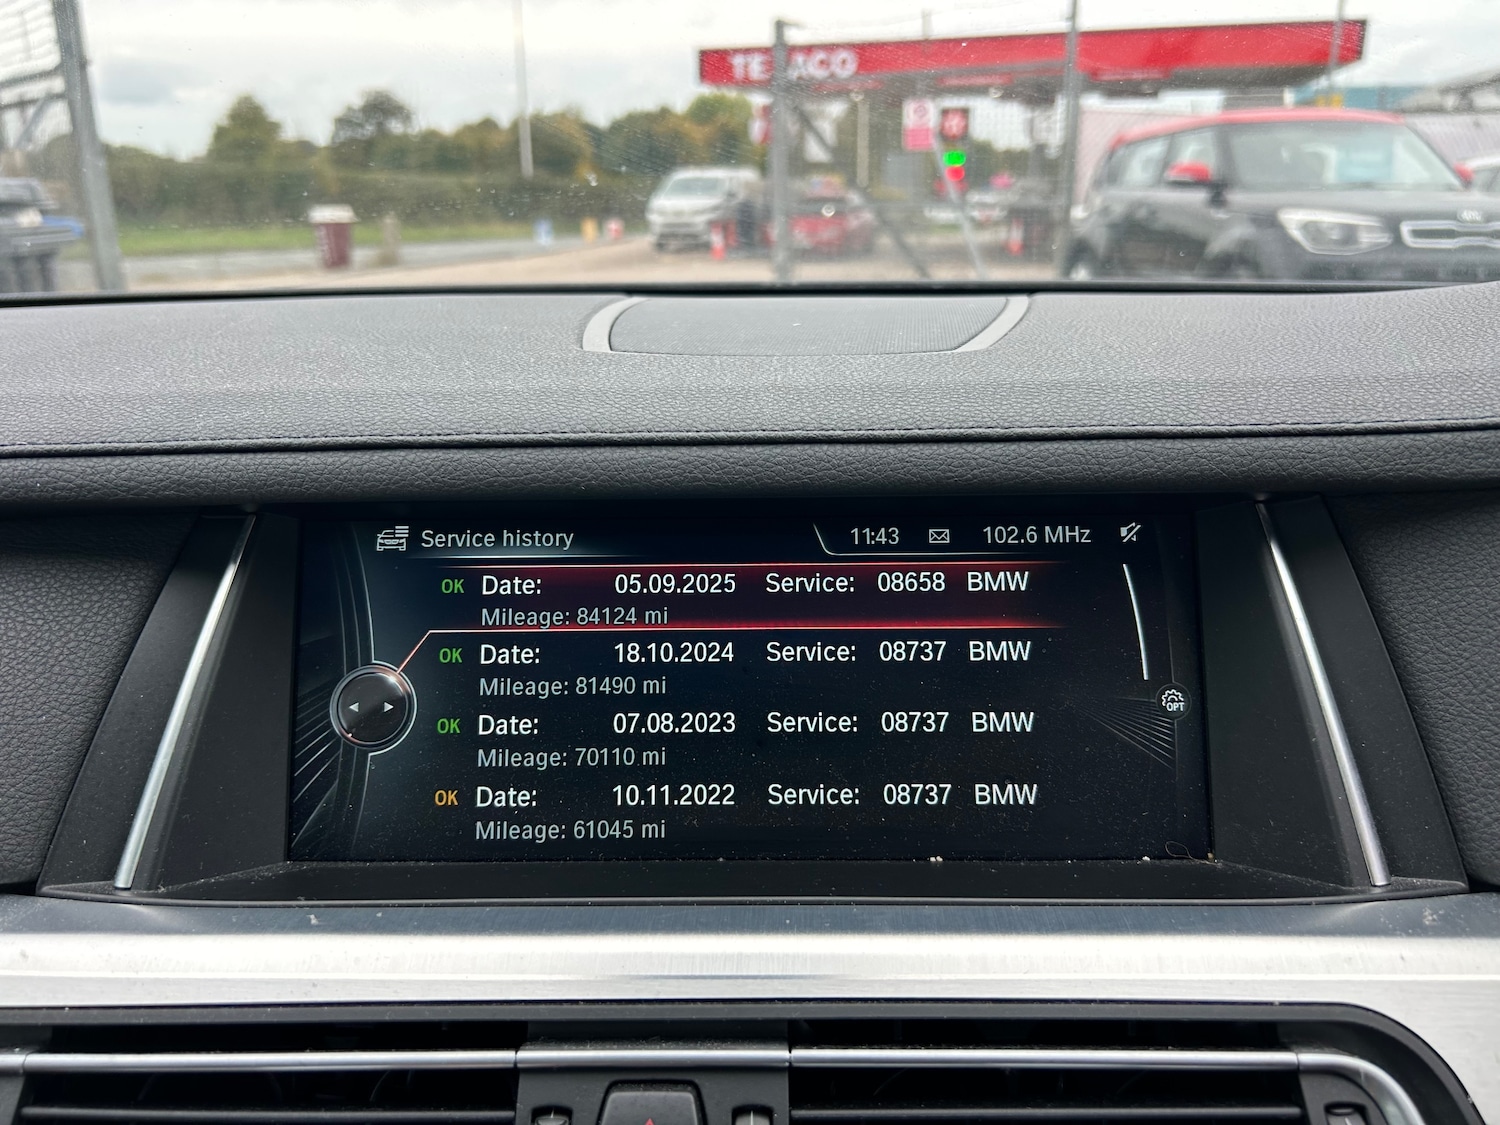 TEXACO
KIA
Service history 11:43 102.6 MHz
OK Date: 05.09.2025 Service: 08658 BMW
Mileage: 84124 mi
OK Date: 18.10.2024 Service: 08737 BMW
Mileage: 81490 mi
OPT
OK Date: 07.08.2023 Service: 08737 BMW
Mileage: 70110 mi
OK Date: 10.11.2022 Service: 08737 BMW
Mileage: 61045 mi